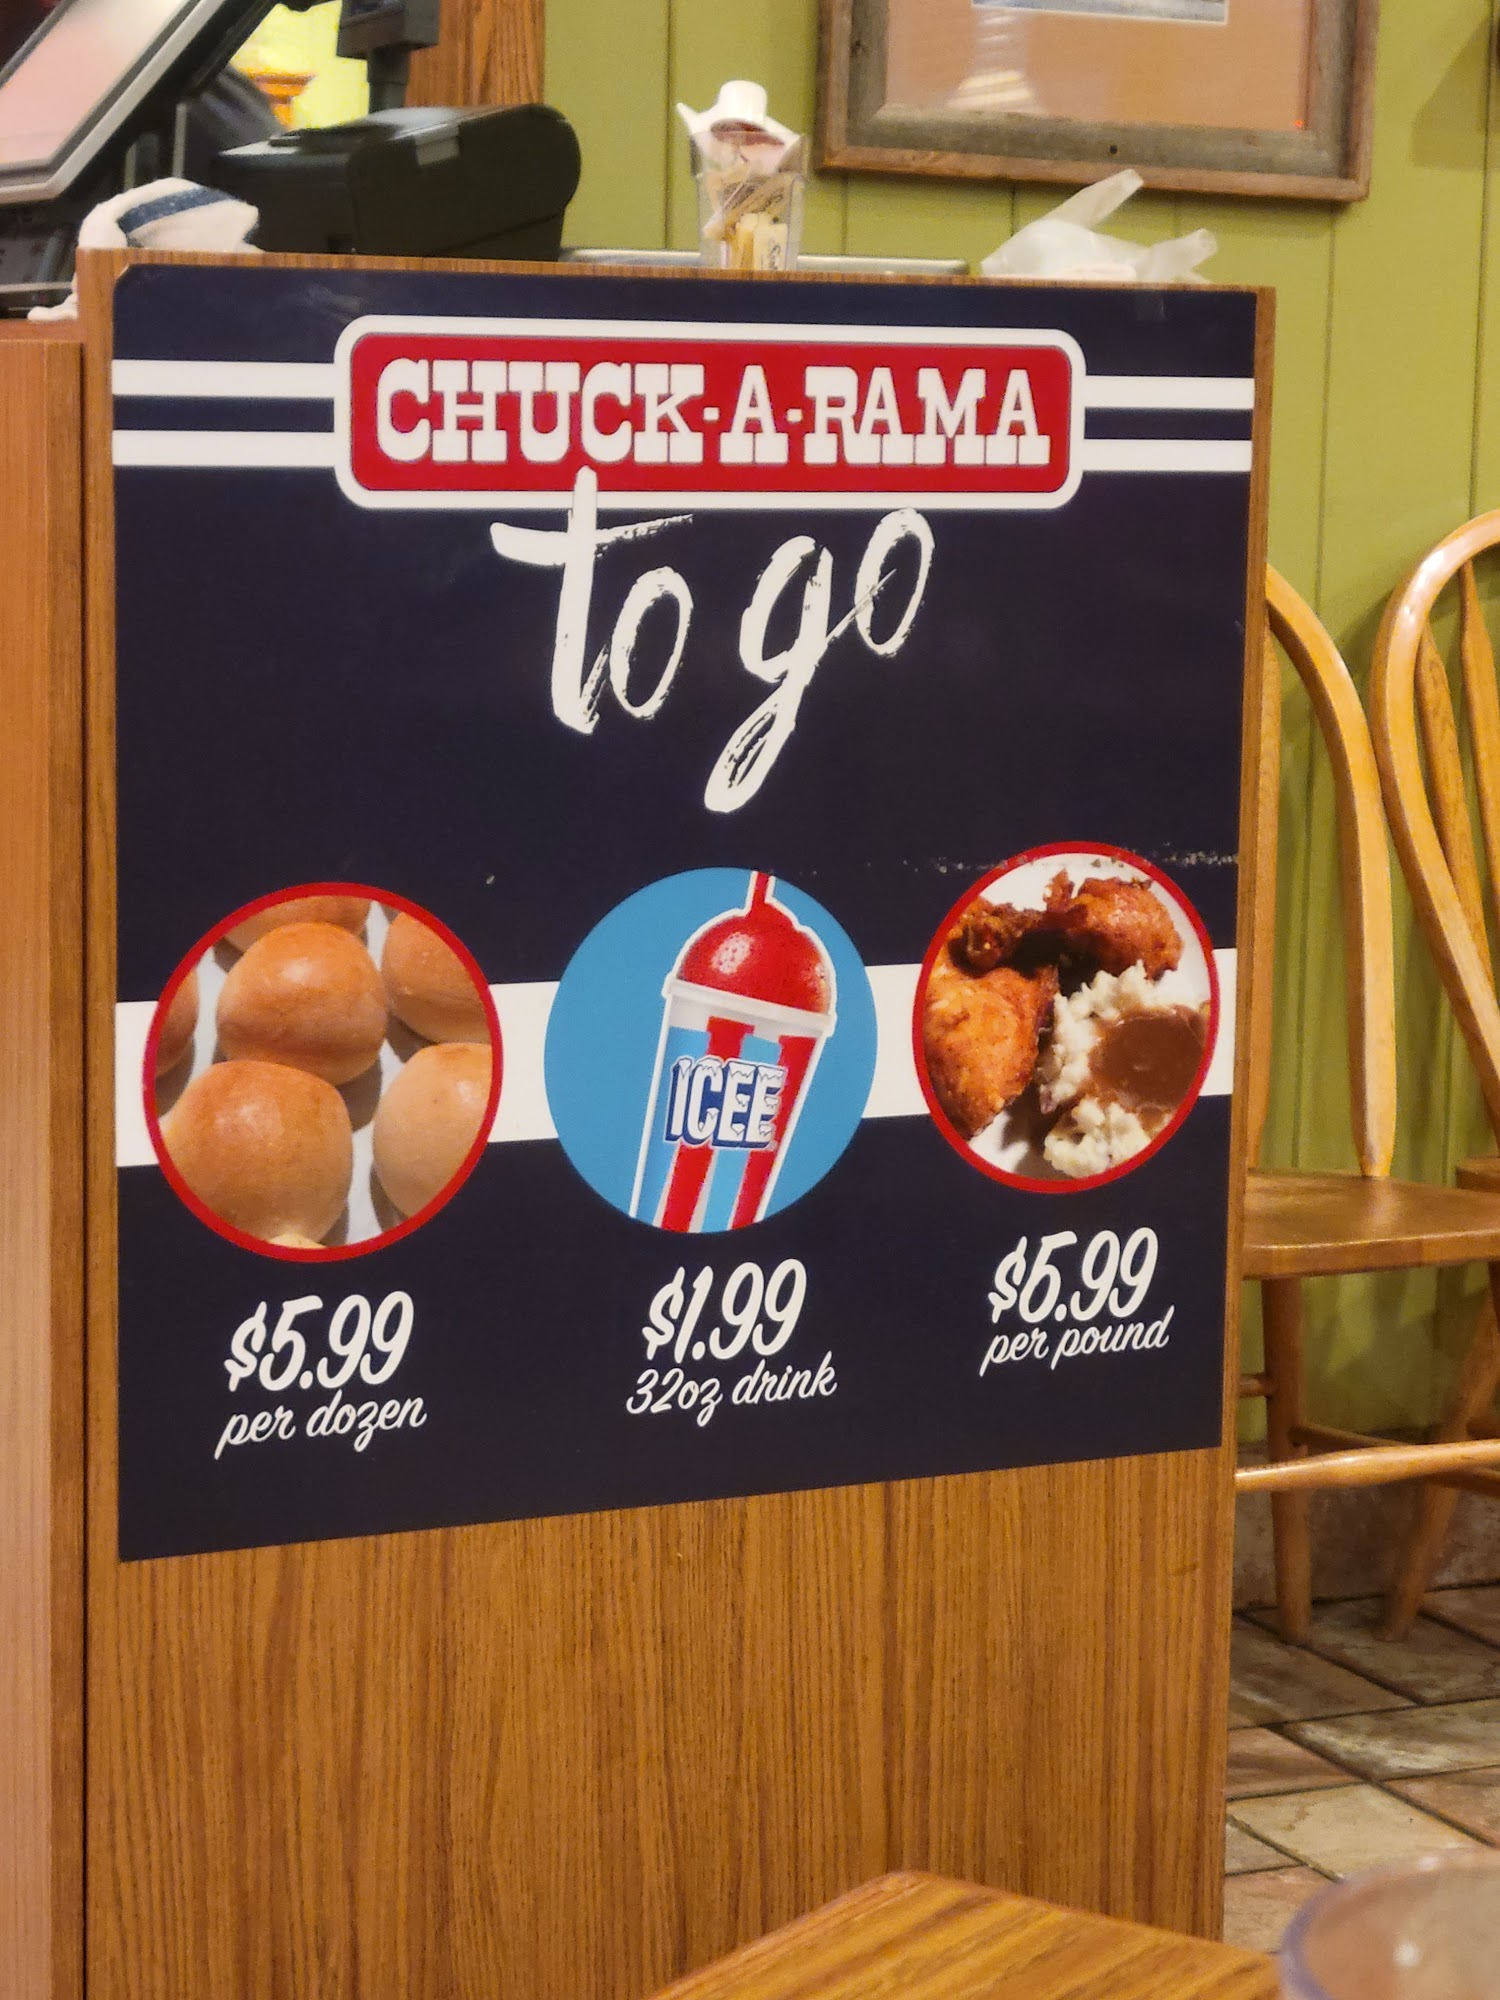 CHUCK-A-RAMA
to go
ICEE
$5.99
per dozen
$1.99
32oz drink
$6.99
per pound